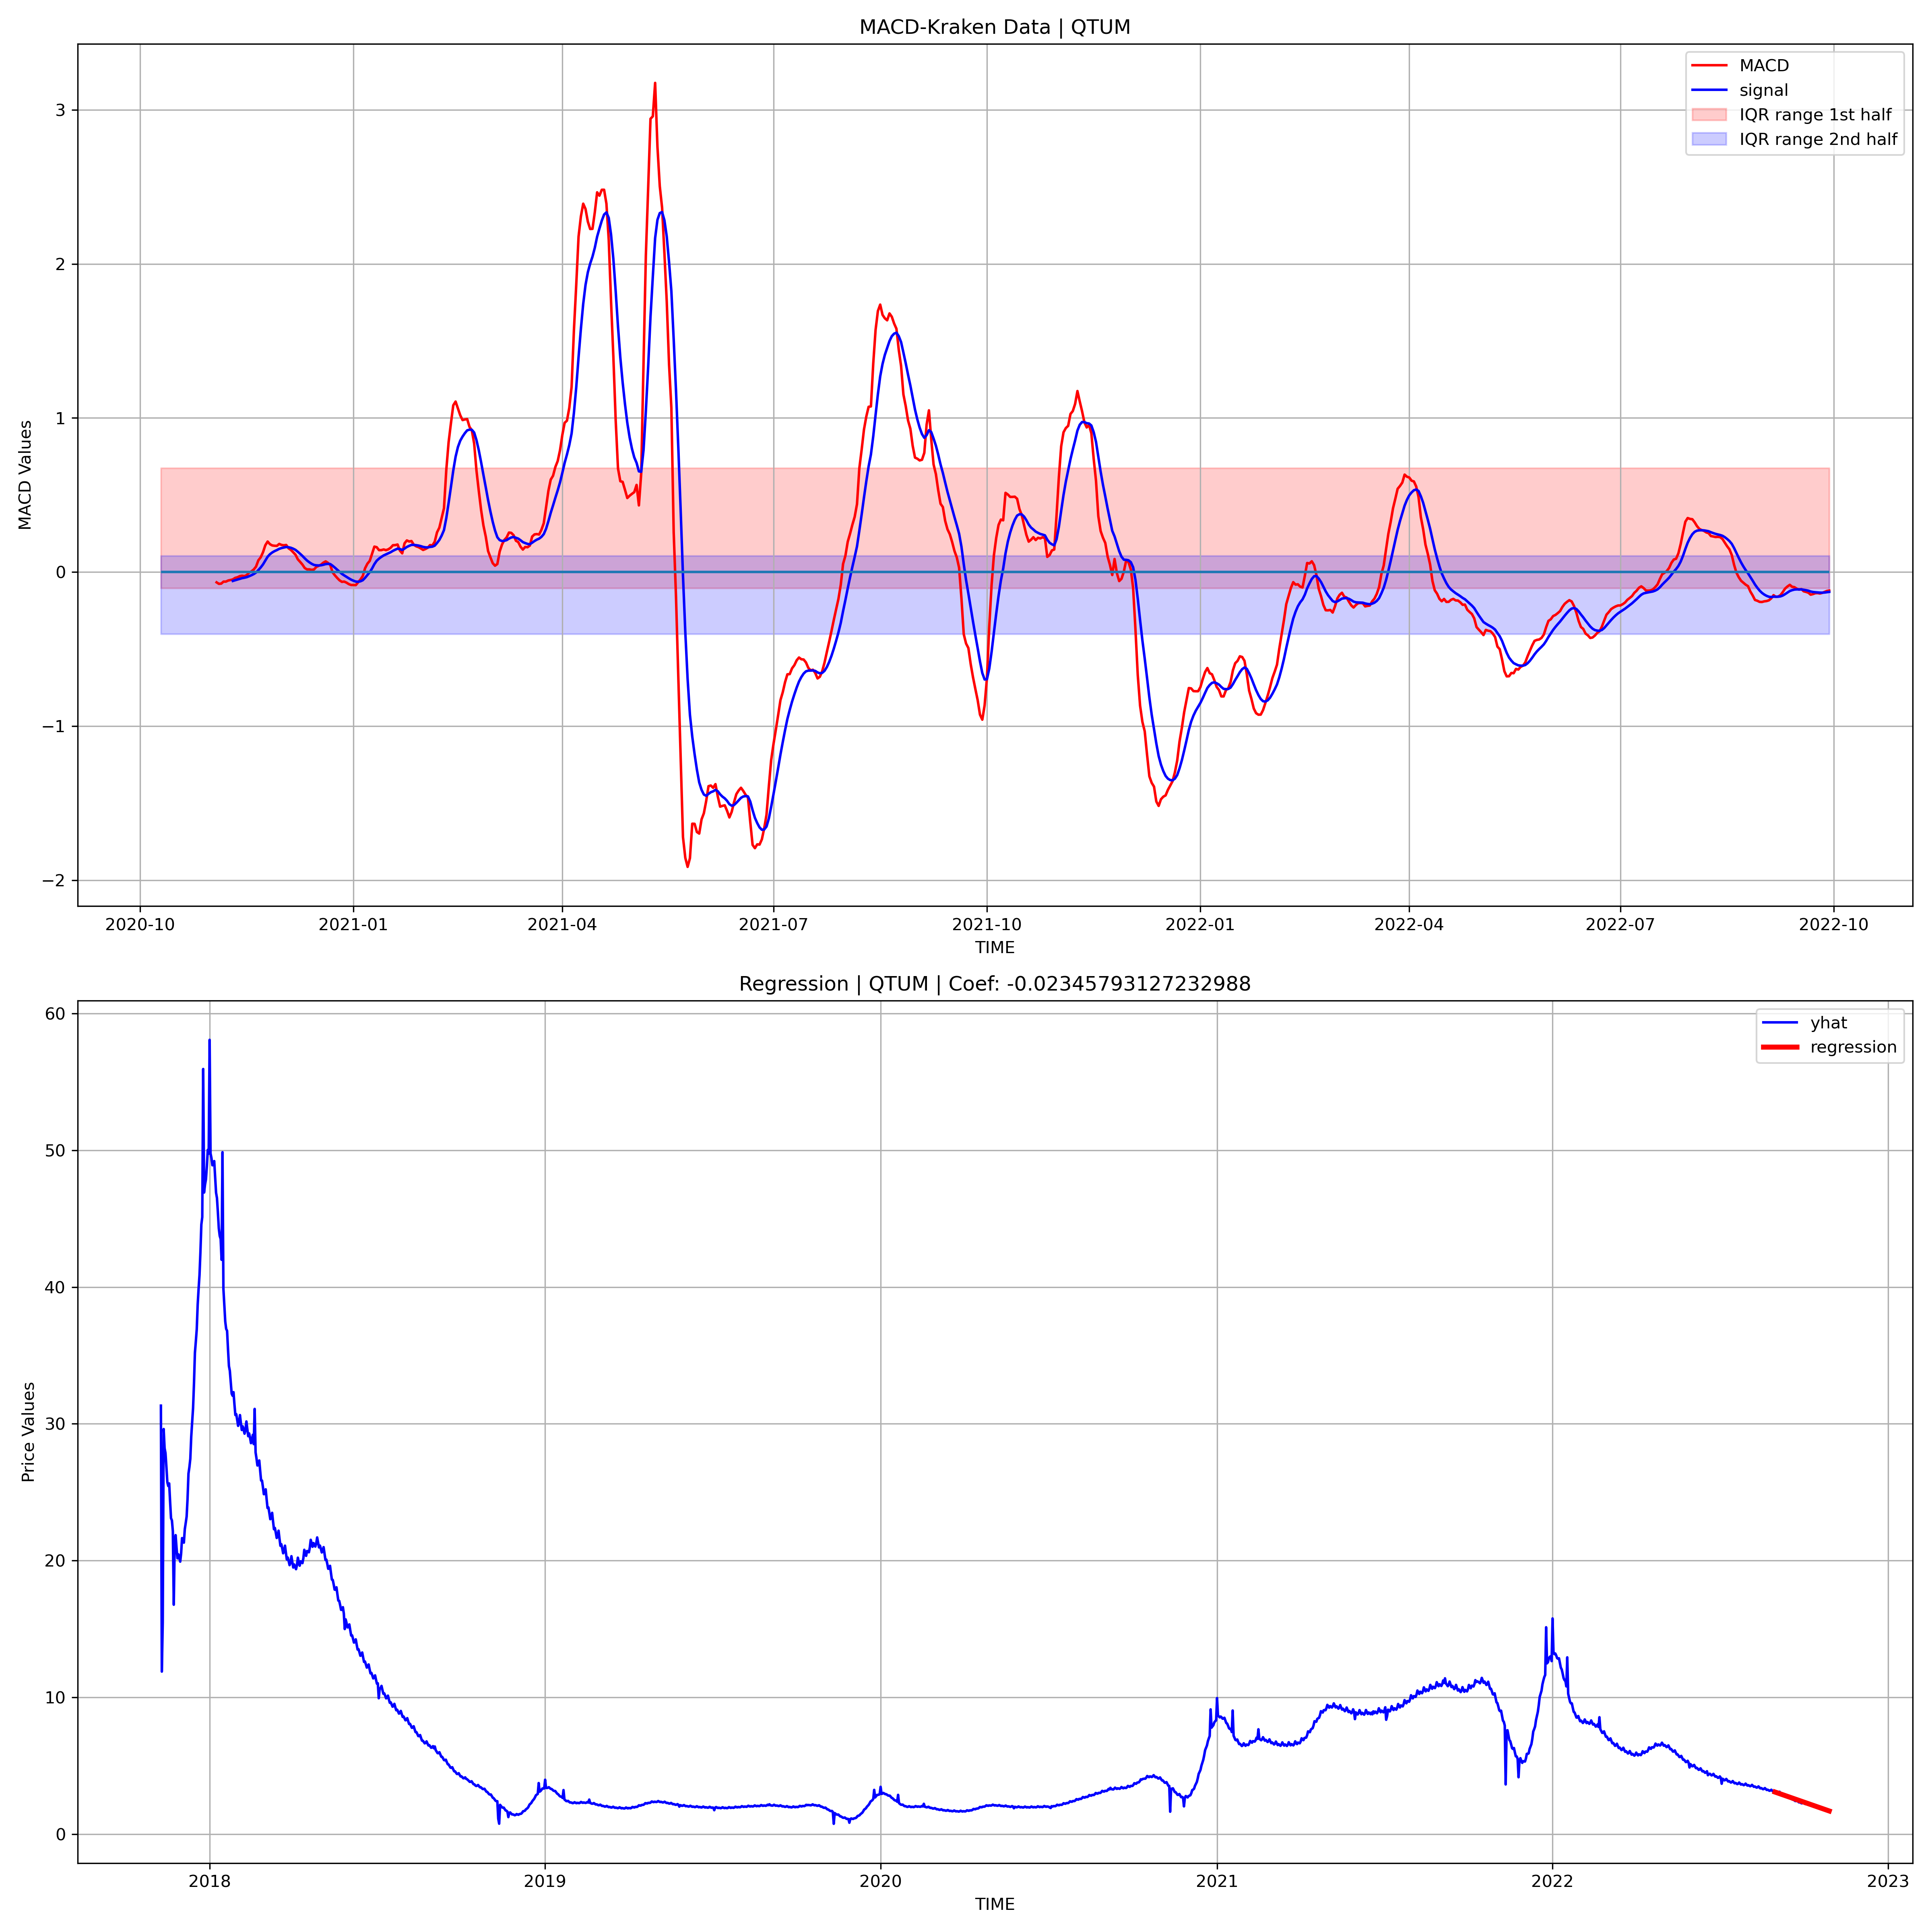 MACD-Kraken Data | QTUM
MACD
signal
IQR range 1st half
IQR range 2nd half
MACD Values
3
2
1
0
−1
−2
2020-10
2021-01
2021-04
2021-07
2021-10
2022-01
2022-04
2022-07
2022-10
TIME
Regression | QTUM | Coef: -0.02345793127232988
yhat
regression
Price Values
60
50
40
30
20
10
0
2018
2019
2020
2021
2022
2023
TIME